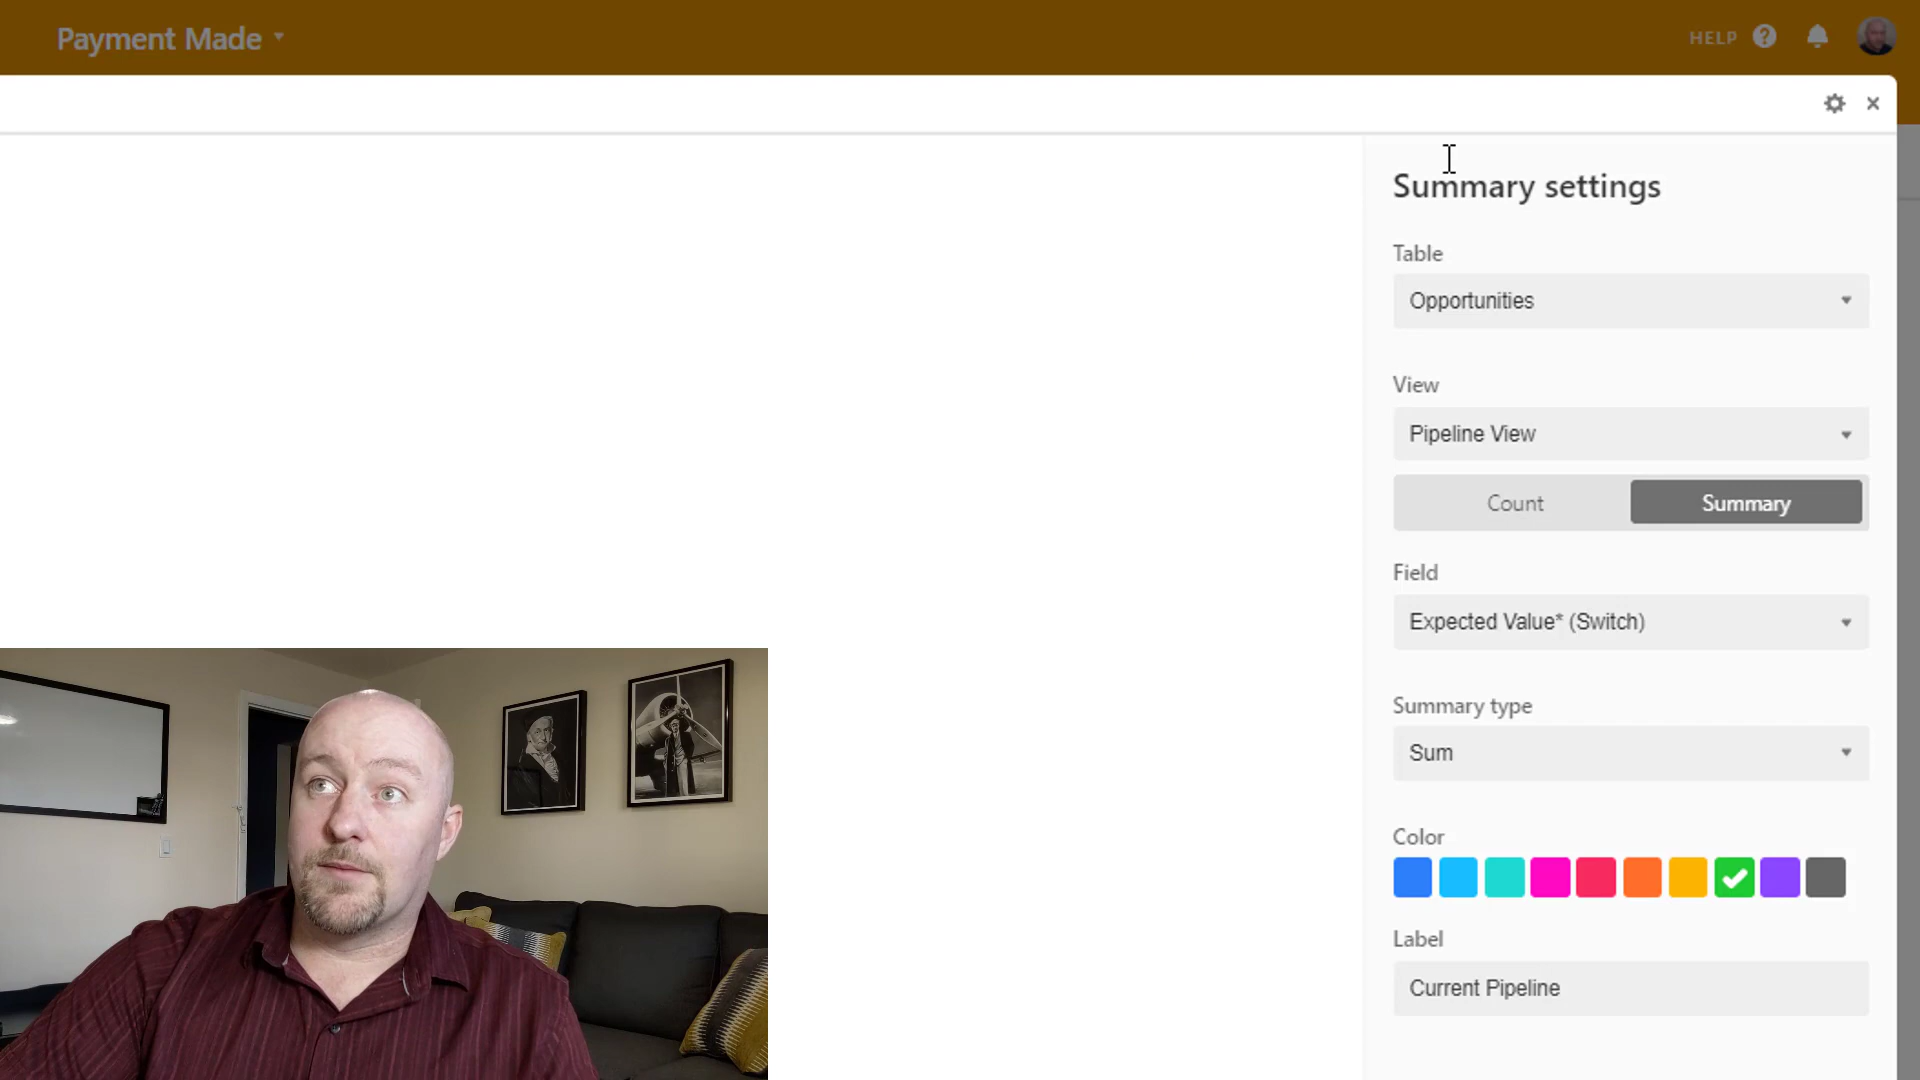 Payment Made
HELP ?
Summary settings
Table
Opportunities
View
Pipeline View
Count
Summary
Field
Expected Value* (Switch)
Summary type
Sum
Color
Label
Current Pipeline